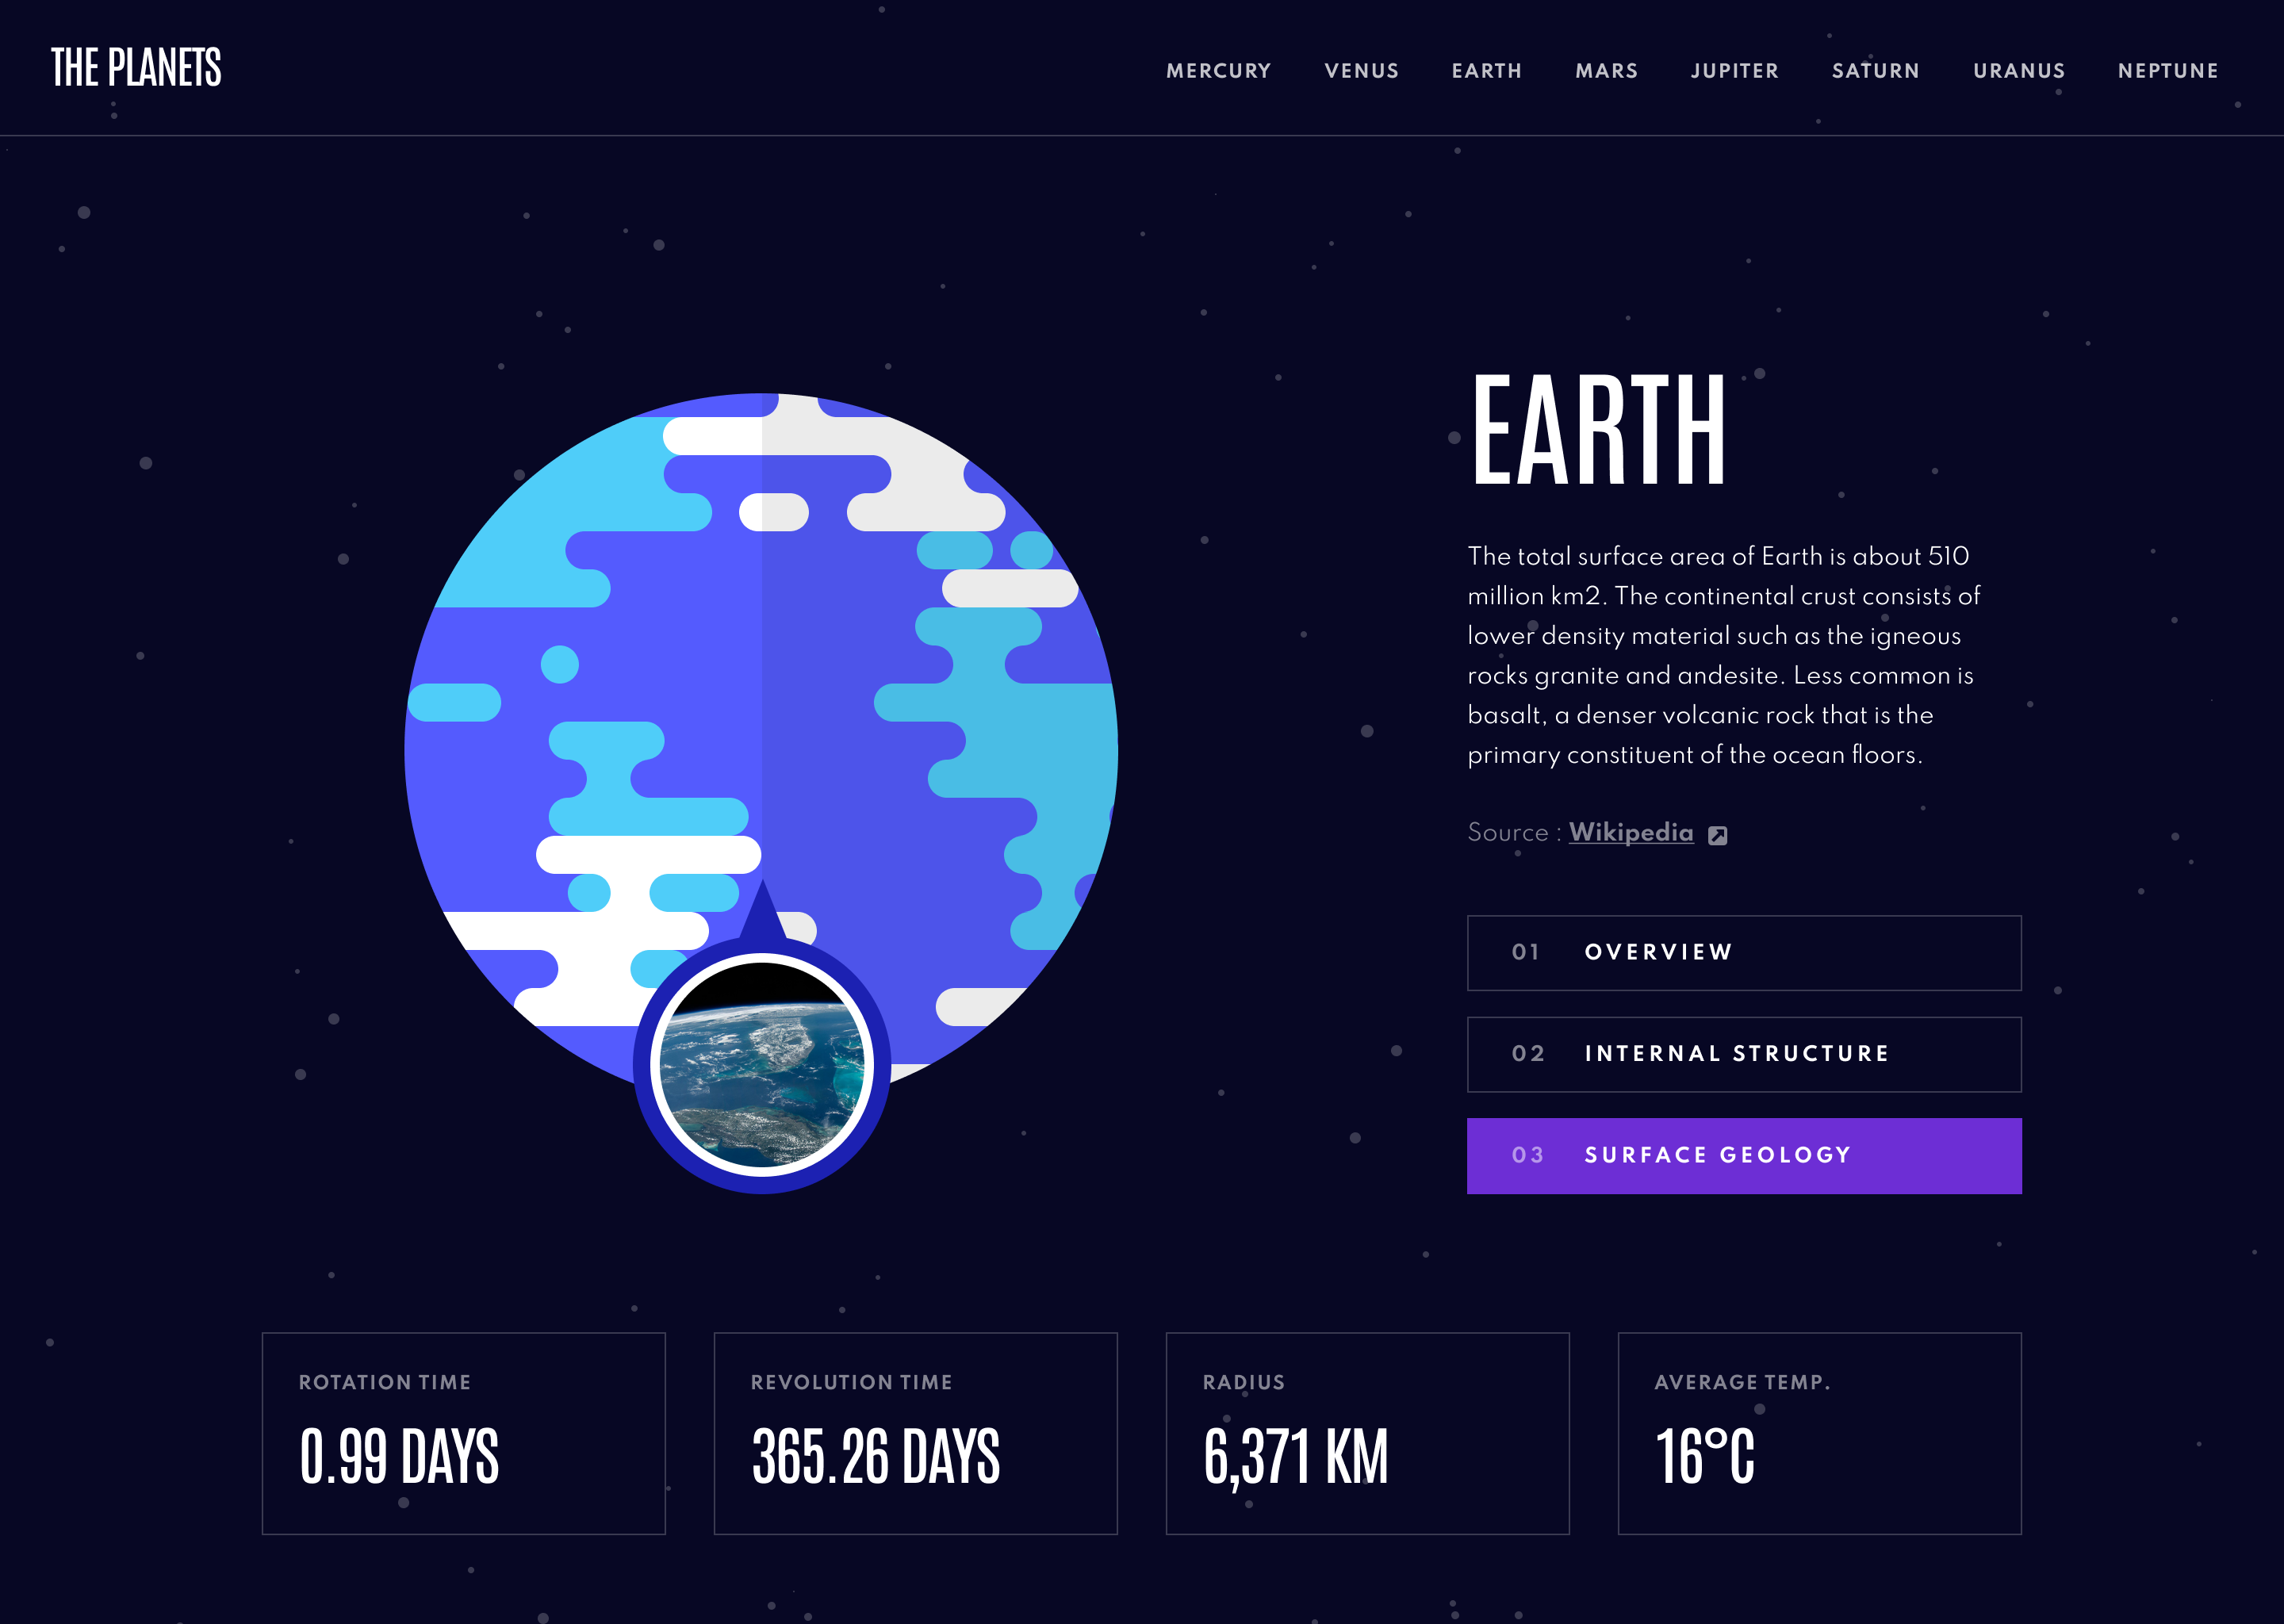 THE PLANETS
MERCURY VENUS EARTH MARS JUPITER SATURN URANUS NEPTUNE
EARTH
The total surface area of Earth is about 510
million km2. The continental crust consists of
lower density material such as the igneous
rocks granite and andesite. Less common is
basalt, a denser volcanic rock that is the
primary constituent of the ocean floors.
Source : Wikipedia
01 OVERVIEW
02 INTERNAL STRUCTURE
03 SURFACE GEOLOGY
ROTATION TIME
0.99 DAYS
REVOLUTION TIME
365.26 DAYS
RADIUS
6,371 KM
AVERAGE TEMP.
16°C